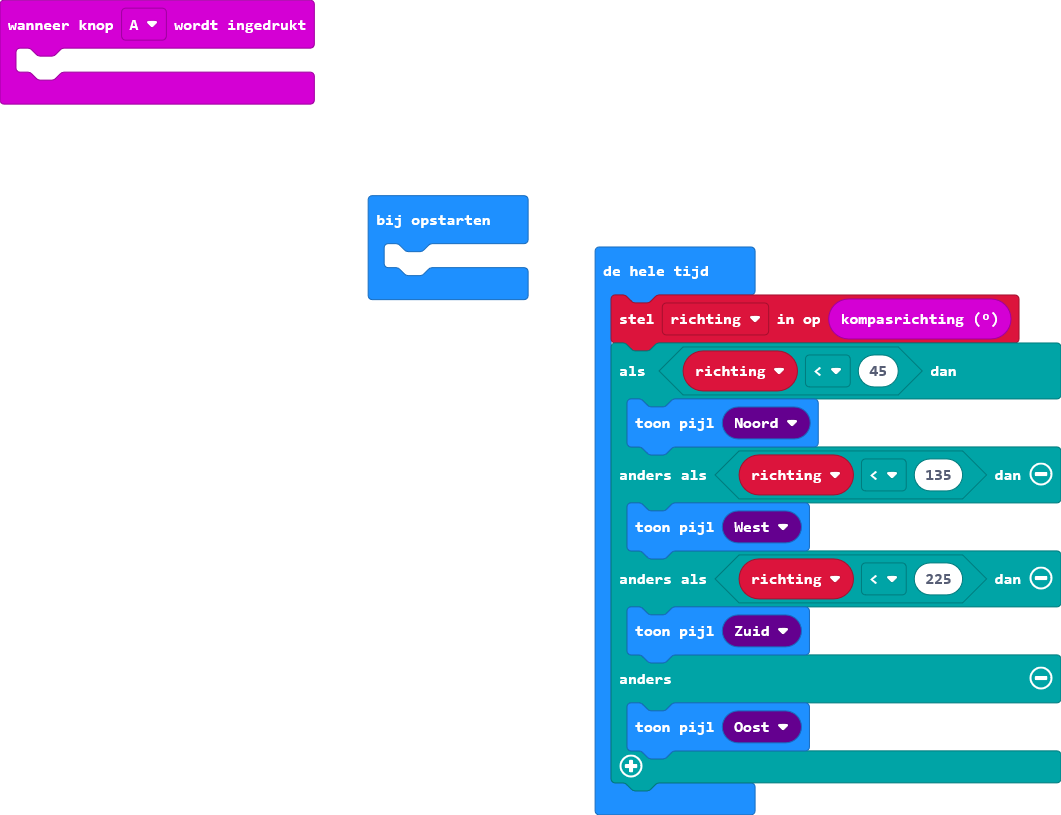 wanneer knop A wordt ingedrukt
bij opstarten
de hele tijd
stel richting in op kompasrichting (°)
als richting < 45 dan
toon pijl Noord
anders als richting < 135 dan
toon pijl West
anders als richting < 225 dan
toon pijl Zuid
anders
toon pijl Oost